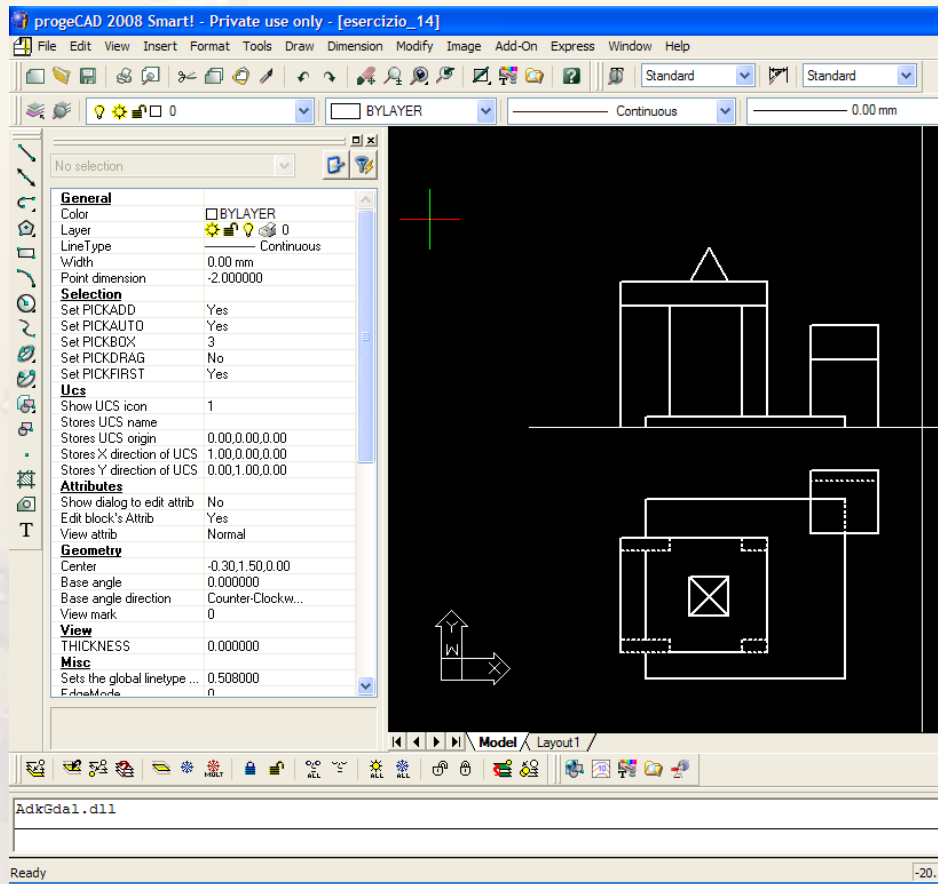 progeCAD 2008 Smart! - Private use only - [esercizio_14]
File Edit View Insert Format Tools Draw Dimension Modify Image Add-On Express Window Help
Standard Standard
0 BYLAYER Continuous 0.00 mm
No selection
General
Color BYLAYER
Layer 0
LineType Continuous
Width 0.00 mm
Point dimension -2.000000
Selection
Set PICKADD Yes
Set PICKAUTO Yes
Set PICKBOX 3
Set PICKDRAG No
Set PICKFIRST Yes
Ucs
Show UCS icon 1
Stores UCS name
Stores UCS origin 0.00,0.00,0.00
Stores X direction of UCS 1.00,0.00,0.00
Stores Y direction of UCS 0.00,1.00,0.00
Attributes
Show dialog to edit attrib No
Edit block's Attrib Yes
View attrib Normal
Geometry
Center -0.30,1.50,0.00
Base angle 0.000000
Base angle direction Counter-Clockw...
View mark 0
View
THICKNESS 0.000000
Misc
Sets the global linetype ... 0.508000
EdgeMode 0
T
Y
W
X
Model Layout1
MULT ALL ALL ALL
AdkGdal.dll
Ready -20.